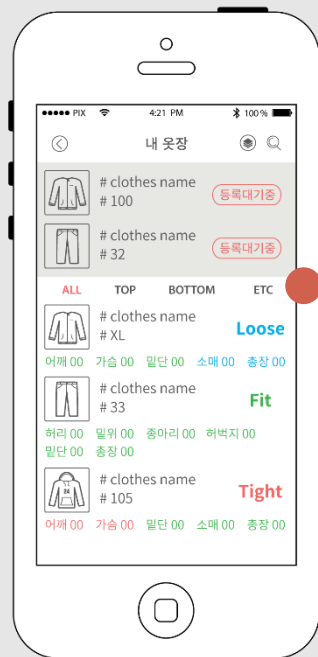 PIX 4:21 PM 100 %
내 옷장
# clothes name
# 100
등록대기중
# clothes name
# 32
등록대기중
ALL TOP BOTTOM ETC
# clothes name
# XL
Loose
어깨 00 가슴 00 밑단 00 소매 00 총장 00
# clothes name
# 33
Fit
허리 00 밑위 00 종아리 00 허벅지 00
밑단 00 총장 00
# clothes name
# 105
Tight
어깨 00 가슴 00 밑단 00 소매 00 총장 00